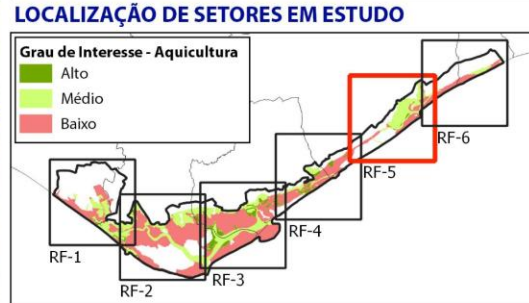 LOCALIZAÇÃO DE SETORES EM ESTUDO
Grau de Interesse - Aquicultura
Alto
Médio
Baixo
RF-1
RF-2
RF-3
RF-4
RF-5
RF-6